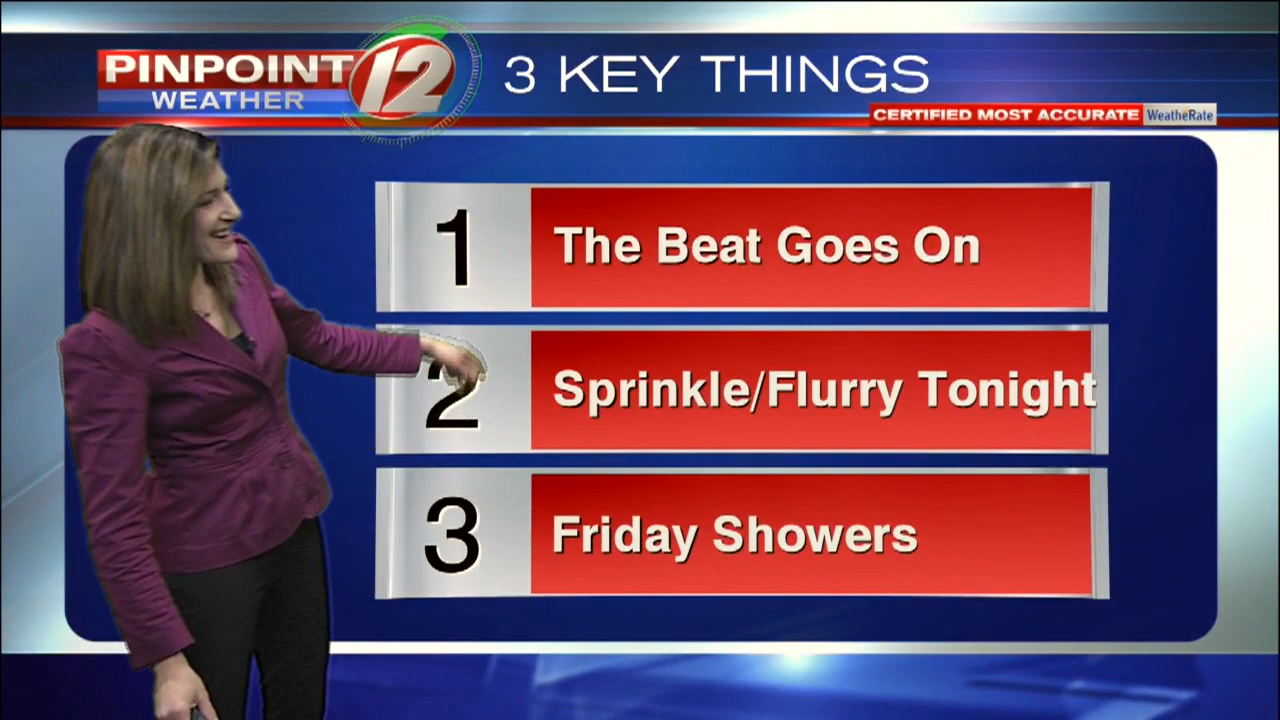 PINPOINT 12
WEATHER
3 KEY THINGS
CERTIFIED MOST ACCURATE WeatheRate
1 The Beat Goes On
2 Sprinkle/Flurry Tonight
3 Friday Showers